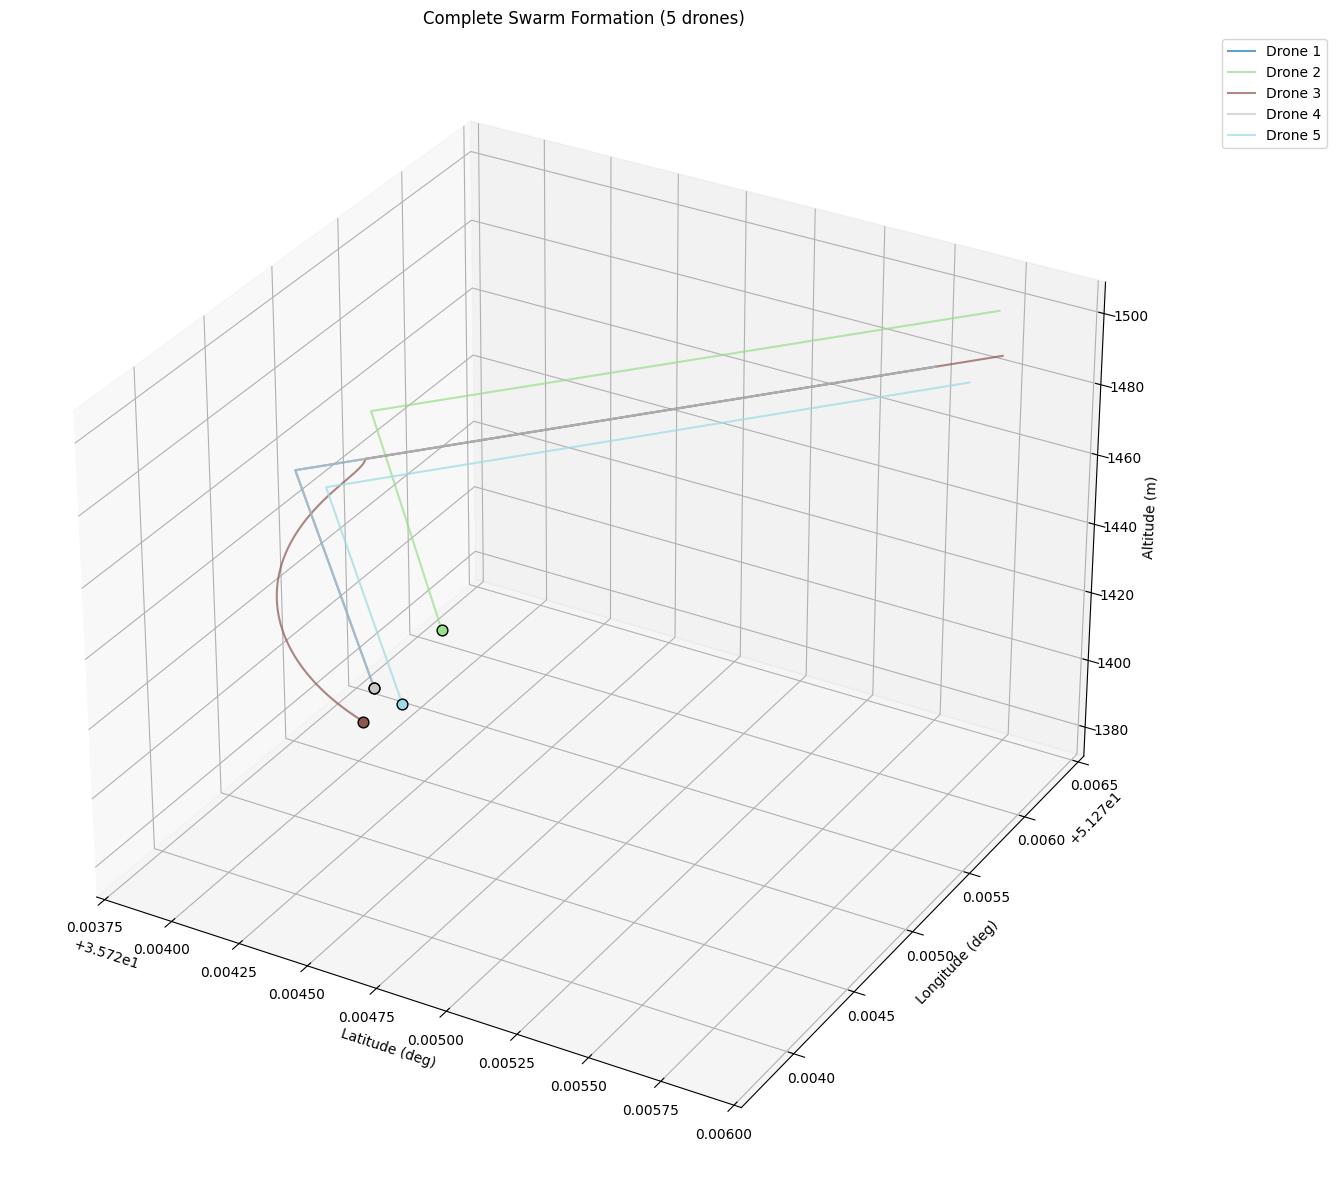 Complete Swarm Formation (5 drones)
Drone 1
Drone 2
Drone 3
Drone 4
Drone 5
1500
1480
1460
1440
1420
1400
1380
Altitude (m)
0.0065
0.0060
0.0055
0.0050
0.0045
0.0040
+5.127e1
Longitude (deg)
0.00375
0.00400
0.00425
0.00450
0.00475
0.00500
0.00525
0.00550
0.00575
0.00600
+3.572e1
Latitude (deg)